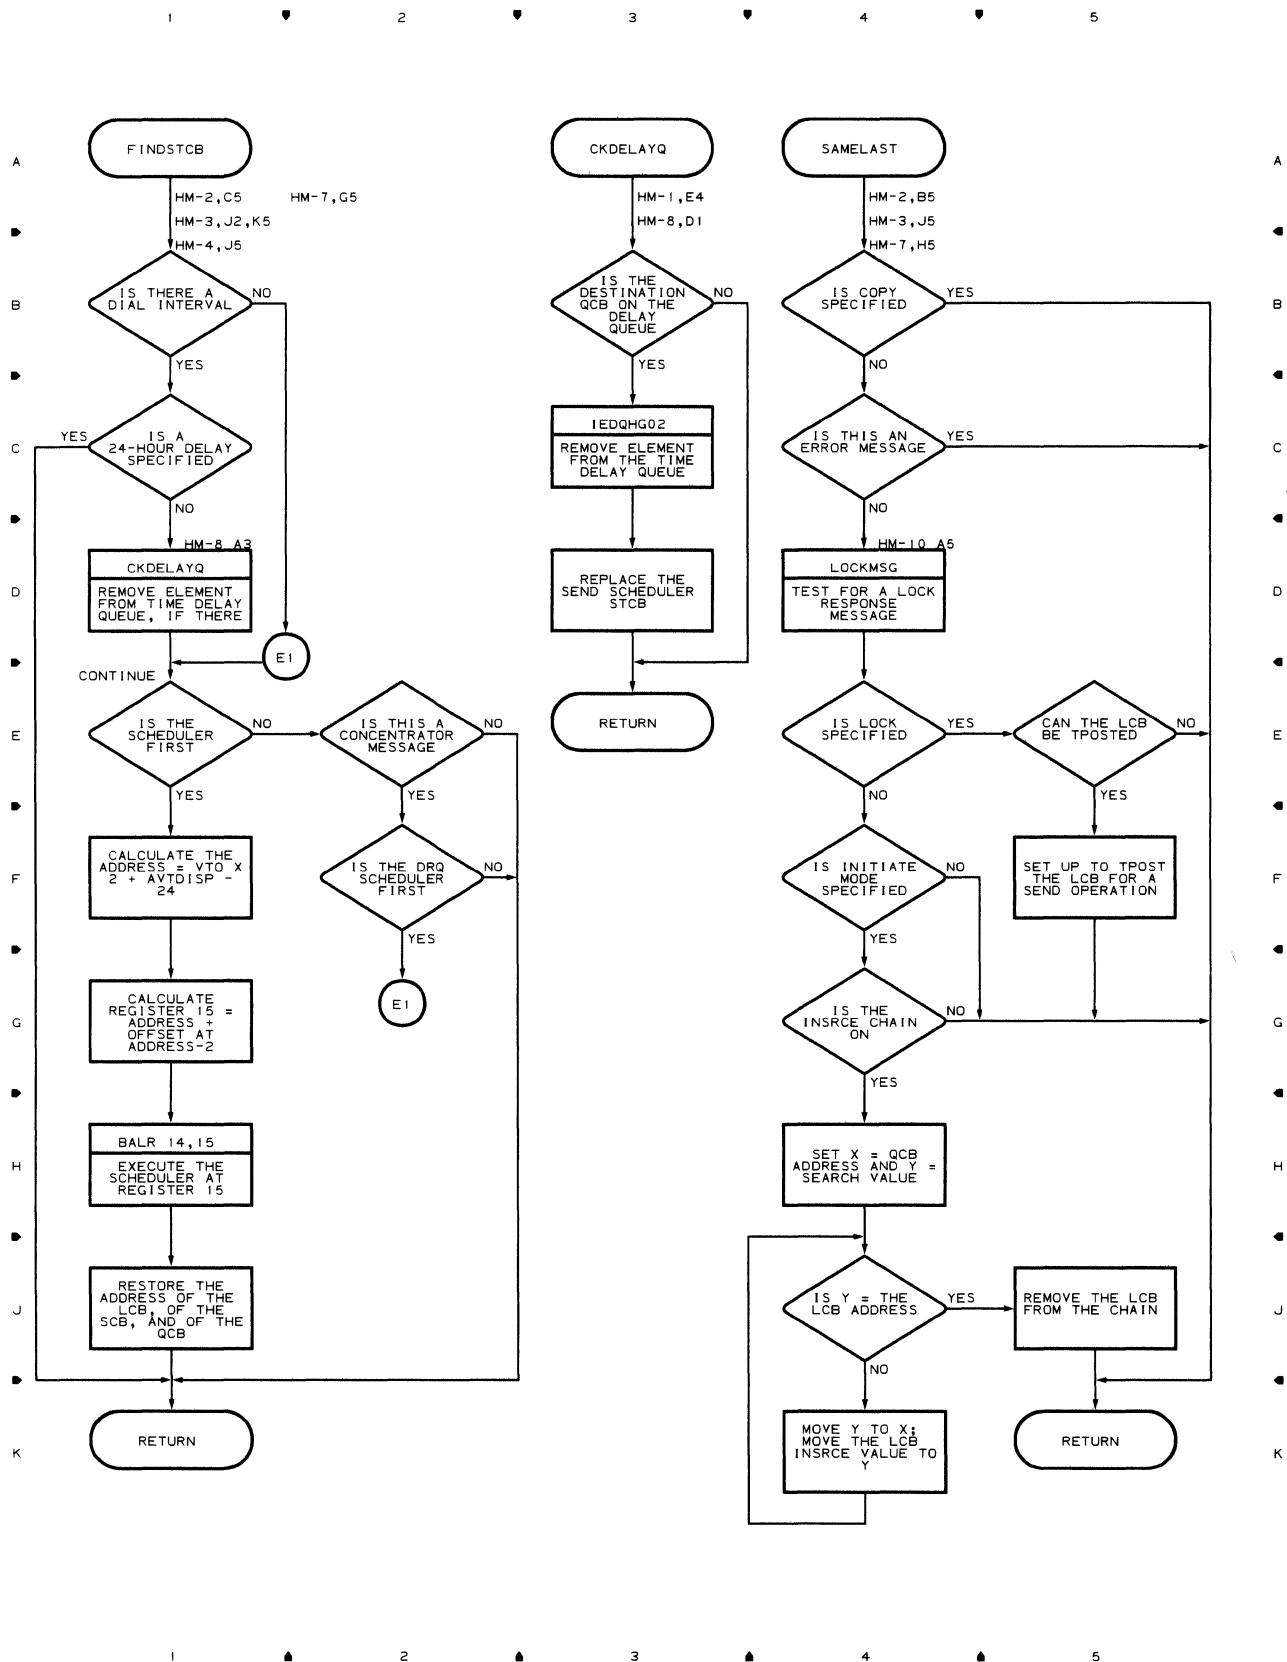 1 2 3 4 5
FINDSTCB
CKDELAYQ
SAMELAST
A
A
HM-2,C5 HM-7,G5
HM-3,J2,K5
HM-4,J5
HM-1,E4
HM-8,D1
HM-2,B5
HM-3,J5
HM-7,H5
B
IS THERE A
DIAL INTERVAL
NO
YES
IS THE
DESTINATION
QCB ON THE
DELAY
QUEUE
NO
YES
IS COPY
SPECIFIED
YES
NO
B
C
YES
IS A
24-HOUR DELAY
SPECIFIED
NO
IEDQHG02
REMOVE ELEMENT
FROM THE TIME
DELAY QUEUE
IS THIS AN
ERROR MESSAGE
YES
NO
C
D
HM-8 A3
CKDELAYQ
REMOVE ELEMENT
FROM TIME DELAY
QUEUE, IF THERE
REPLACE THE
SEND SCHEDULER
STCB
HM-10 A5
LOCKMSG
TEST FOR A LOCK
RESPONSE
MESSAGE
D
E1
CONTINUE
E
IS THE
SCHEDULER
FIRST
NO
YES
IS THIS A
CONCENTRATOR
MESSAGE
NO
YES
RETURN
IS LOCK
SPECIFIED
YES
NO
CAN THE LCB
BE TPOSTED
NO
YES
E
F
CALCULATE THE
ADDRESS = VTO X
2 + AVTDISP -
24
IS THE DRQ
SCHEDULER
FIRST
NO
YES
IS INITIATE
MODE
SPECIFIED
NO
YES
SET UP TO TPOST
THE LCB FOR A
SEND OPERATION
F
G
CALCULATE
REGISTER 15 =
ADDRESS +
OFFSET AT
ADDRESS-2
E1
IS THE
INSRCE CHAIN
ON
NO
YES
G
H
BALR 14,15
EXECUTE THE
SCHEDULER AT
REGISTER 15
SET X = QCB
ADDRESS AND Y =
SEARCH VALUE
H
J
RESTORE THE
ADDRESS OF THE
LCB, OF THE
SCB, AND OF THE
QCB
IS Y = THE
LCB ADDRESS
YES
NO
REMOVE THE LCB
FROM THE CHAIN
J
K
RETURN
MOVE Y TO X;
MOVE THE LCB
INSRCE VALUE TO
Y
RETURN
K
1 2 3 4 5